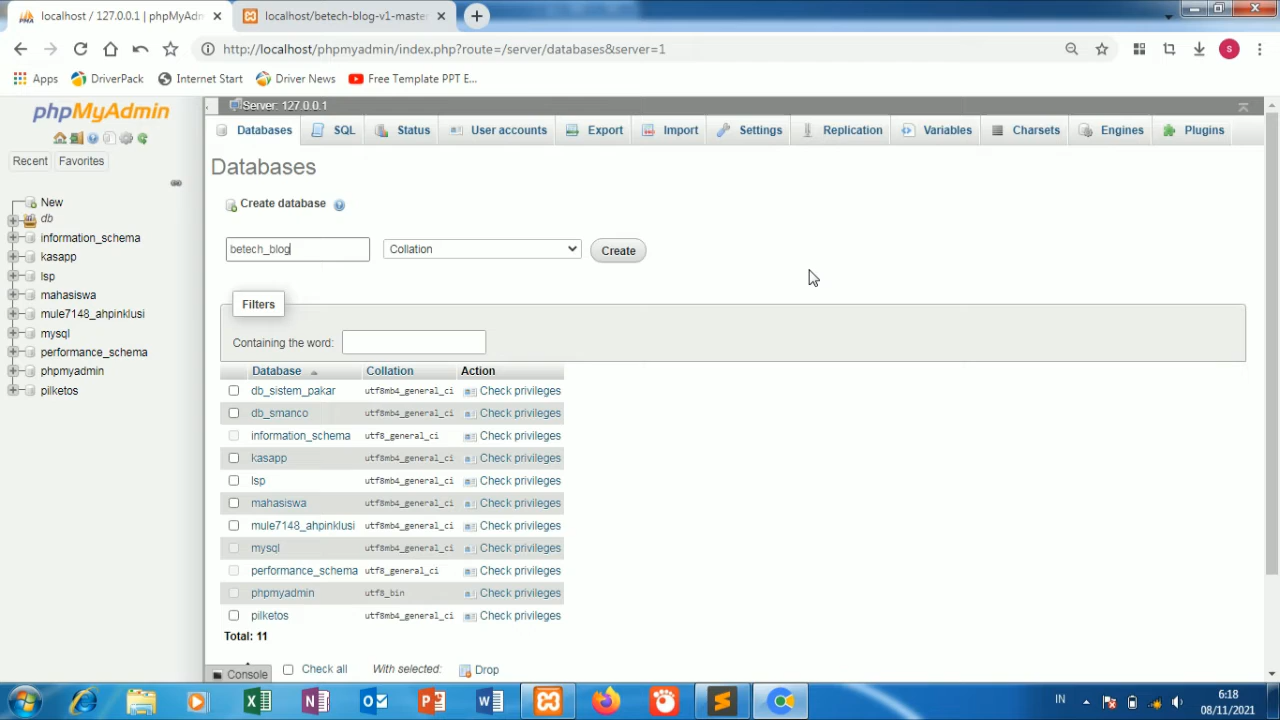 localhost / 127.0.0.1 | phpMyAdm
localhost/betech-blog-v1-maste
http://localhost/phpmyadmin/index.php?route=/server/databases&server=1
S
Apps
DriverPack
Internet Start
Driver News
Free Template PPT E...
phpMyAdmin
Recent
Favorites
New
db
information_schema
kasapp
lsp
mahasiswa
mule7148_ahpinklusi
mysql
performance_schema
phpmyadmin
pilketos
Server: 127.0.0.1
Databases
SQL
Status
User accounts
Export
Import
Settings
Replication
Variables
Charsets
Engines
Plugins
Databases
Create database
betech_blog
Collation
Create
Filters
Containing the word:
Database Collation Action
db_sistem_pakar utf8mb4_general_ci Check privileges
db_smanco utf8mb4_general_ci Check privileges
information_schema utf8_general_ci Check privileges
kasapp utf8mb4_general_ci Check privileges
lsp utf8mb4_general_ci Check privileges
mahasiswa utf8mb4_general_ci Check privileges
mule7148_ahpinklusi utf8mb4_general_ci Check privileges
mysql utf8mb4_general_ci Check privileges
performance_schema utf8_general_ci Check privileges
phpmyadmin utf8_bin Check privileges
pilketos utf8mb4_general_ci Check privileges
Total: 11
Console
Check all
With selected:
Drop
IN
6:18
08/11/2021